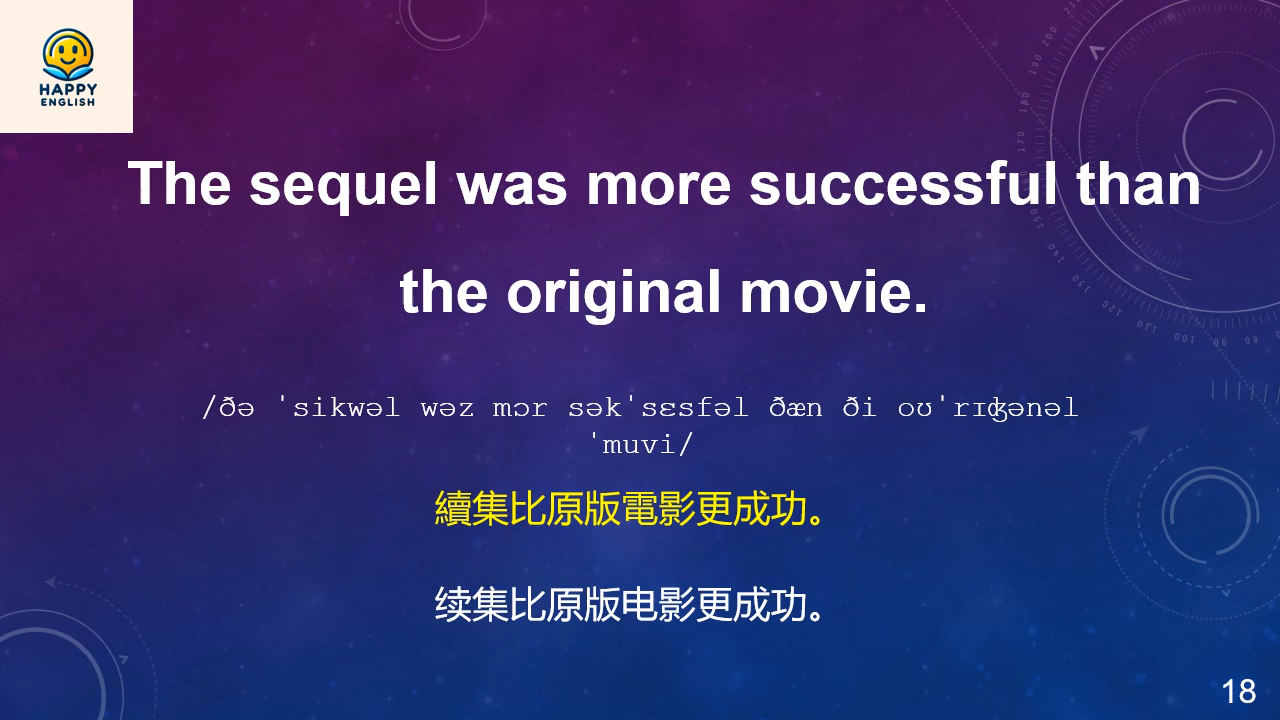 HAPPY
ENGLISH
The sequel was more successful than
the original movie.
/ðə ˈsikwəl wəz mɔr səkˈsɛsfəl ðæn ði oʊˈrɪʤənəl
ˈmuvi/
續集比原版電影更成功。
续集比原版电影更成功。
18